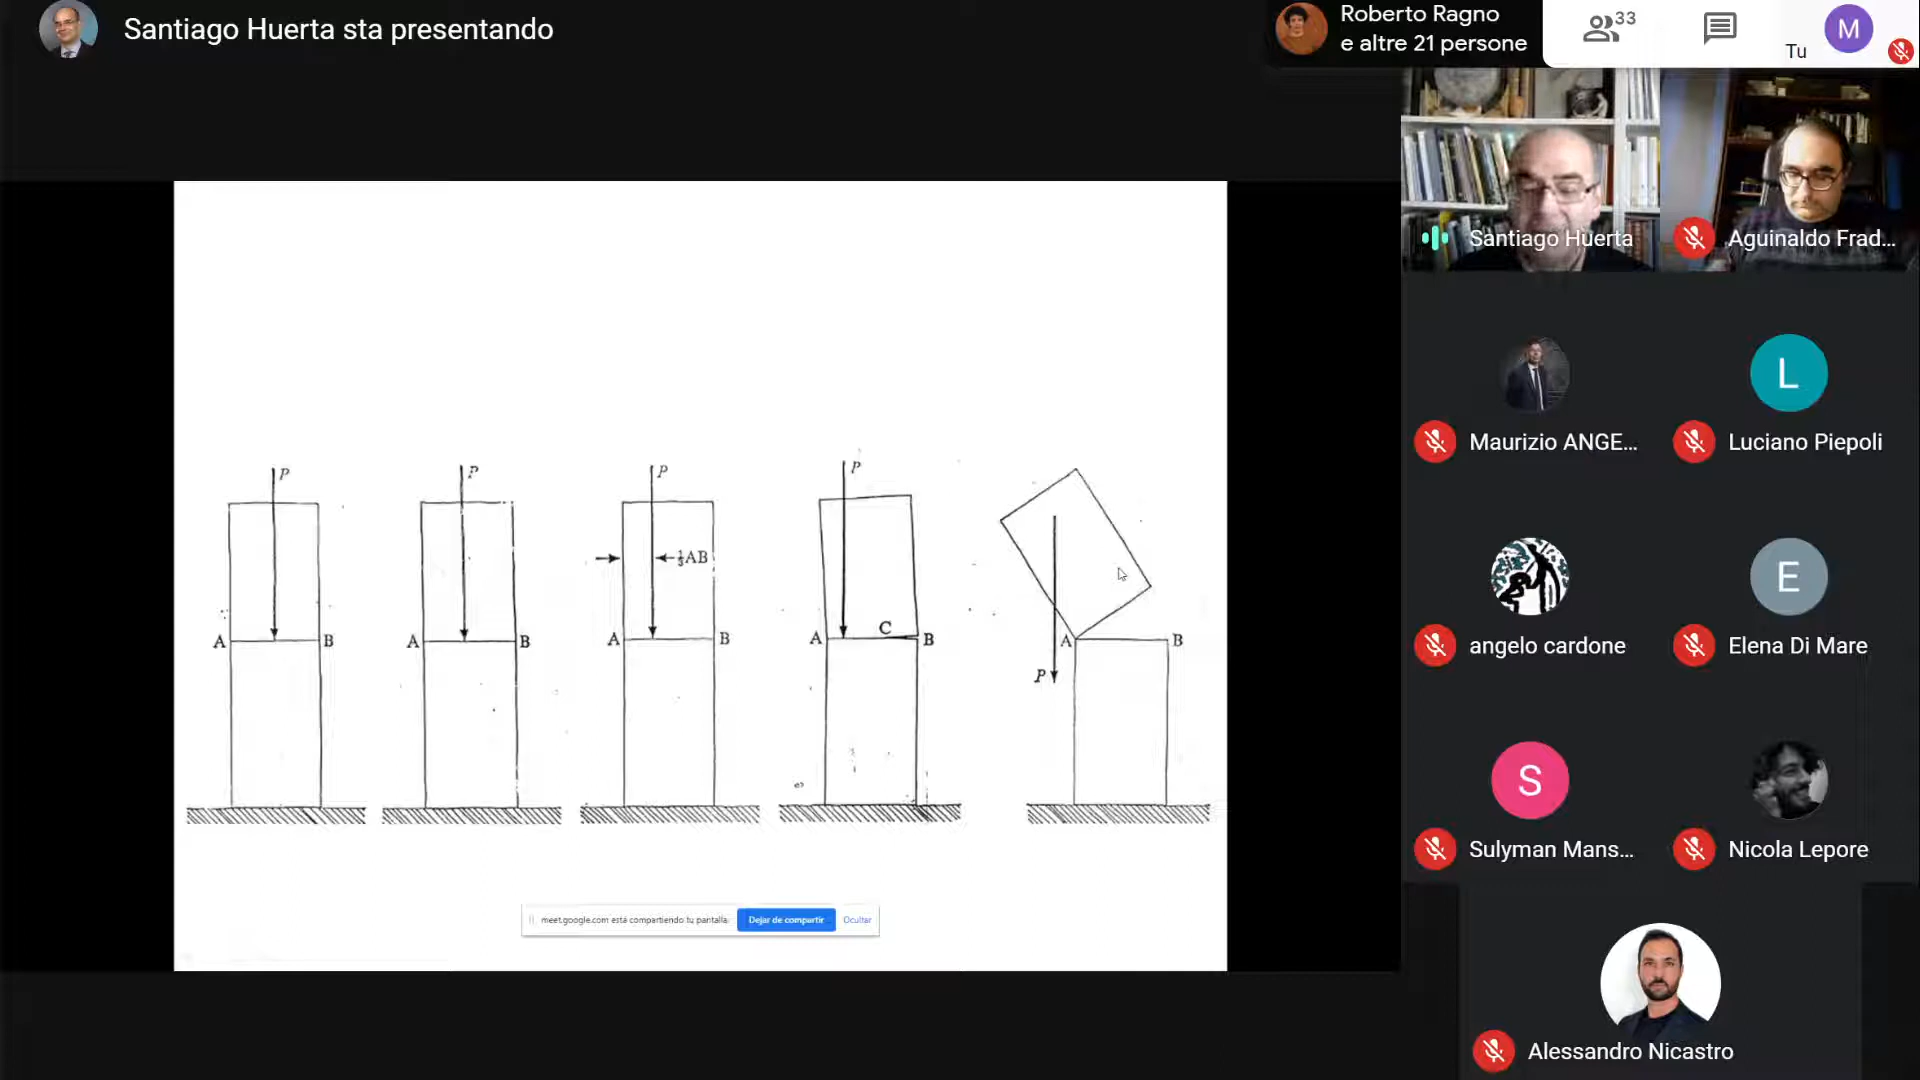 Santiago Huerta sta presentando
Roberto Ragno
e altre 21 persone
33
Tu
M
Santiago Huerta
Aguinaldo Frad...
L
Maurizio ANGE...
Luciano Piepoli
E
angelo cardone
Elena Di Mare
S
Sulyman Mans...
Nicola Lepore
Alessandro Nicastro
P
P
P
P
⅓AB
A B
A B
A B
A C B
A B
P
meet.google.com está compartiendo tu pantalla.
Dejar de compartir
Ocultar